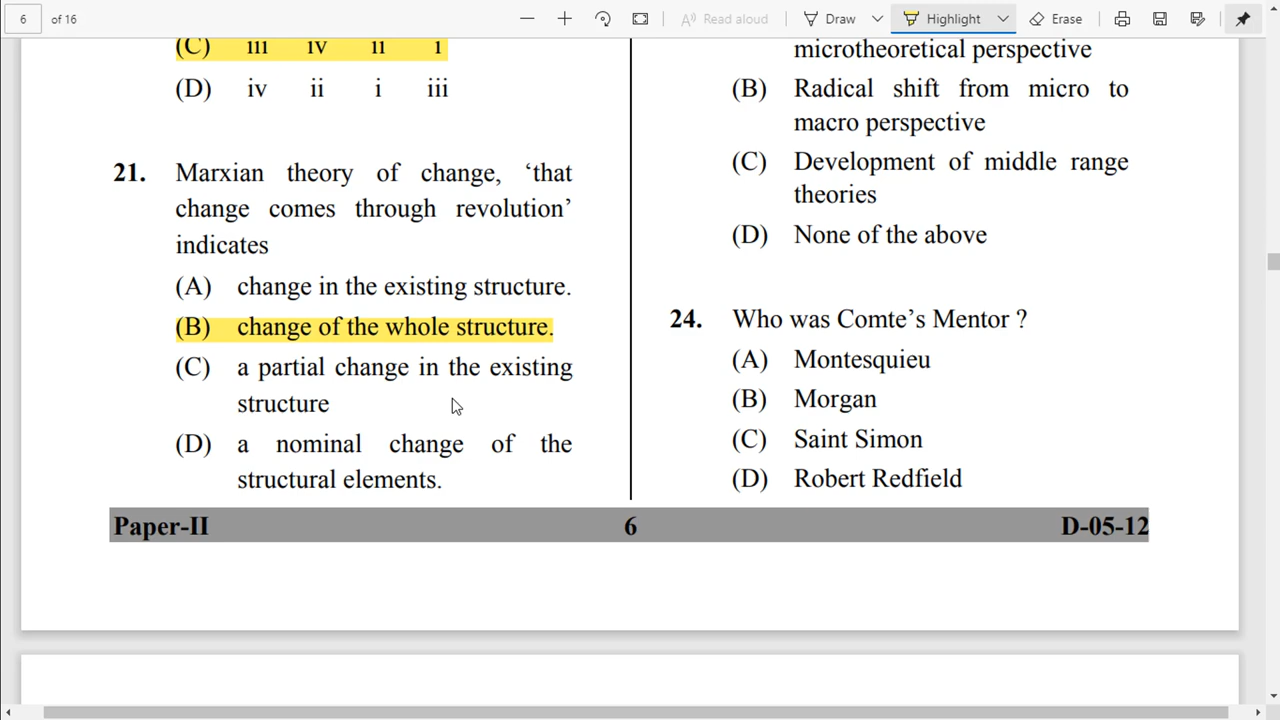 6 of 16 Read aloud Draw Highlight Erase
(C) iii iv ii i
(D) iv ii i iii
21. Marxian theory of change, ‘that
change comes through revolution’
indicates
(A) change in the existing structure.
(B) change of the whole structure.
(C) a partial change in the existing
structure
(D) a nominal change of the
structural elements.
microtheoretical perspective
(B) Radical shift from micro to
macro perspective
(C) Development of middle range
theories
(D) None of the above
24. Who was Comte’s Mentor ?
(A) Montesquieu
(B) Morgan
(C) Saint Simon
(D) Robert Redfield
Paper-II 6 D-05-12